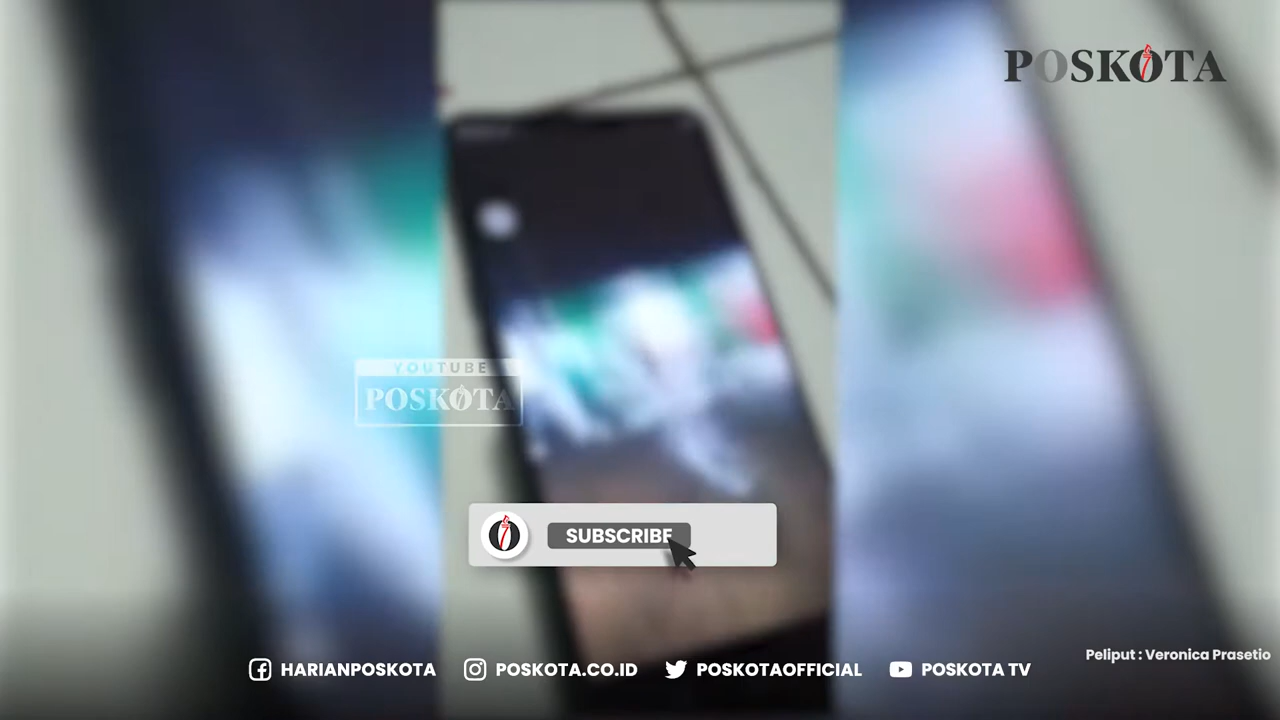 POSKOTA
YOUTUBE
POSKOTA
SUBSCRIBE
HARIANPOSKOTA
POSKOTA.CO.ID
POSKOTAOFFICIAL
POSKOTA TV
Peliput : Veronica Prasetio